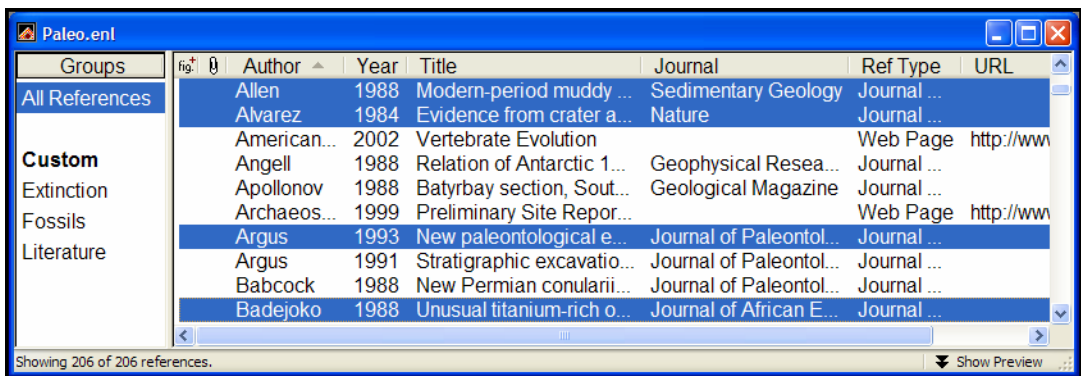 Paleo.enl
Groups fig. Author Year Title Journal Ref Type URL
All References Allen 1988 Modern-period muddy ... Sedimentary Geology Journal ...
Alvarez 1984 Evidence from crater a... Nature Journal ...
American... 2002 Vertebrate Evolution Web Page http://www
Custom Angell 1988 Relation of Antarctic 1... Geophysical Resea... Journal ...
Extinction Apollonov 1988 Batyrbay section, Sout... Geological Magazine Journal ...
Fossils Archaeos... 1999 Preliminary Site Repor... Web Page http://www
Literature Argus 1993 New paleontological e... Journal of Paleontol... Journal ...
Argus 1991 Stratigraphic excavatio... Journal of Paleontol... Journal ...
Babcock 1988 New Permian conularii... Journal of Paleontol... Journal ...
Badejoko 1988 Unusual titanium-rich o... Journal of African E... Journal ...
Showing 206 of 206 references. Show Preview